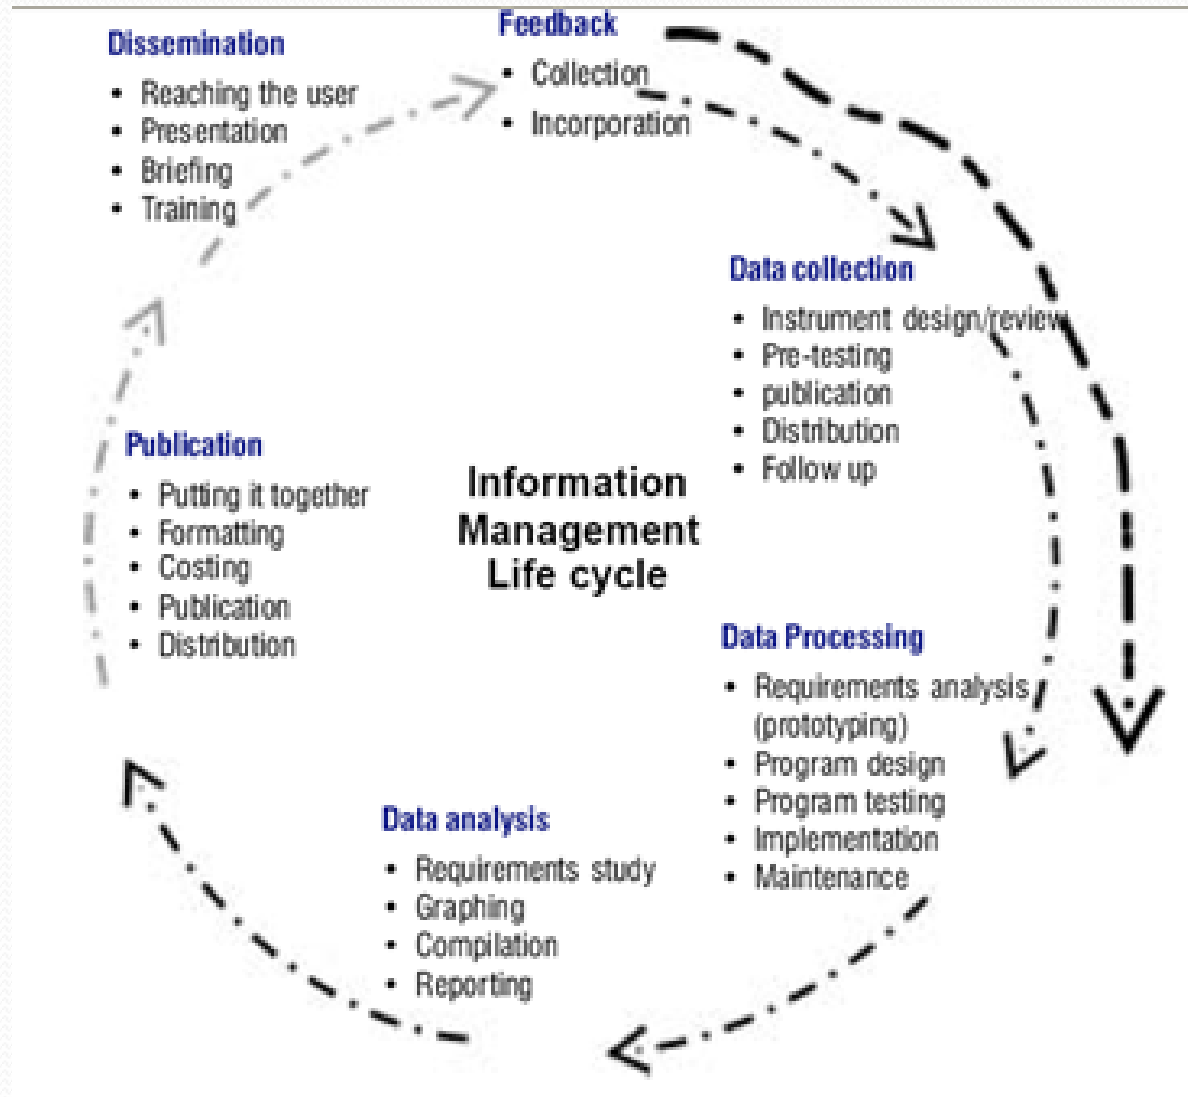 Feedback
• Collection
• Incorporation
Data collection
• Instrument design/review
• Pre-testing
• publication
• Distribution
• Follow up
Data Processing
• Requirements analysis
(prototyping)
• Program design
• Program testing
• Implementation
• Maintenance
Data analysis
• Requirements study
• Graphing
• Compilation
• Reporting
Publication
• Putting it together
• Formatting
• Costing
• Publication
• Distribution
Dissemination
• Reaching the user
• Presentation
• Briefing
• Training
Information
Management
Life cycle